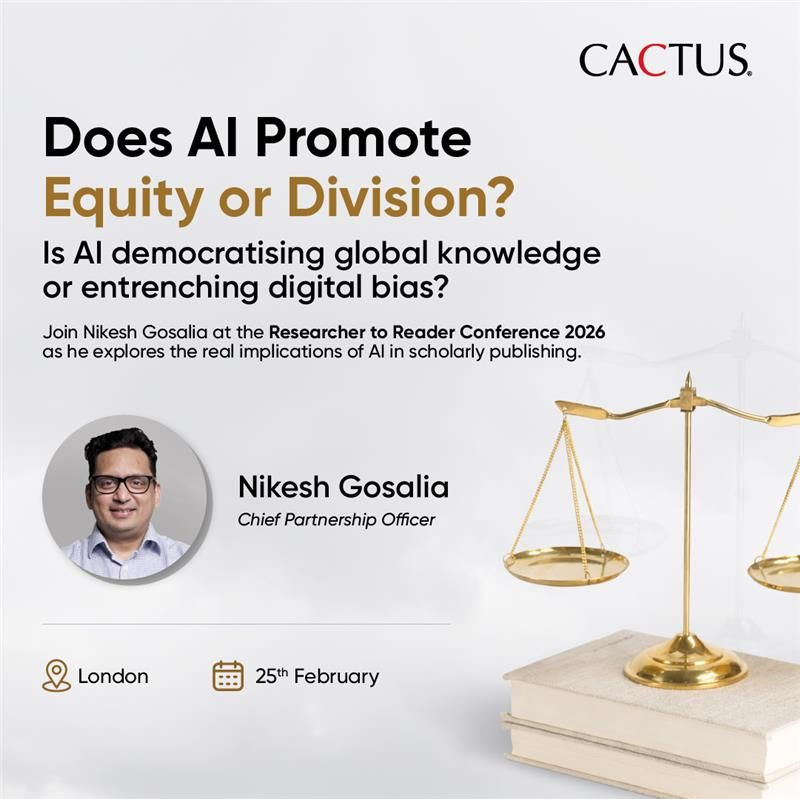 CACTUS
Does AI Promote
Equity or Division?
Is AI democratising global knowledge
or entrenching digital bias?
Join Nikesh Gosalia at the Researcher to Reader Conference 2026
as he explores the real implications of AI in scholarly publishing.
Nikesh Gosalia
Chief Partnership Officer
London
25th February